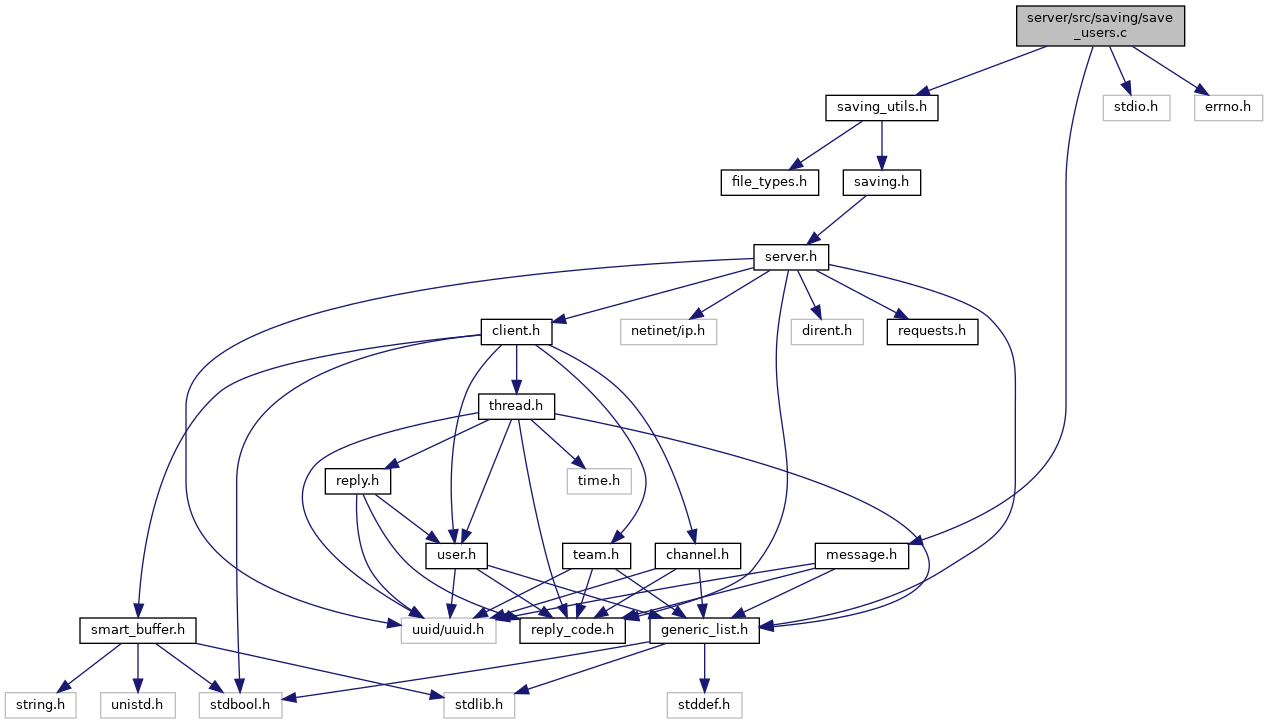 server/src/saving/save
_users.c
saving_utils.h
stdio.h
errno.h
file_types.h
saving.h
server.h
client.h
netinet/ip.h
dirent.h
requests.h
thread.h
reply.h
time.h
user.h
team.h
channel.h
message.h
smart_buffer.h
uuid/uuid.h
reply_code.h
generic_list.h
string.h
unistd.h
stdbool.h
stdlib.h
stddef.h